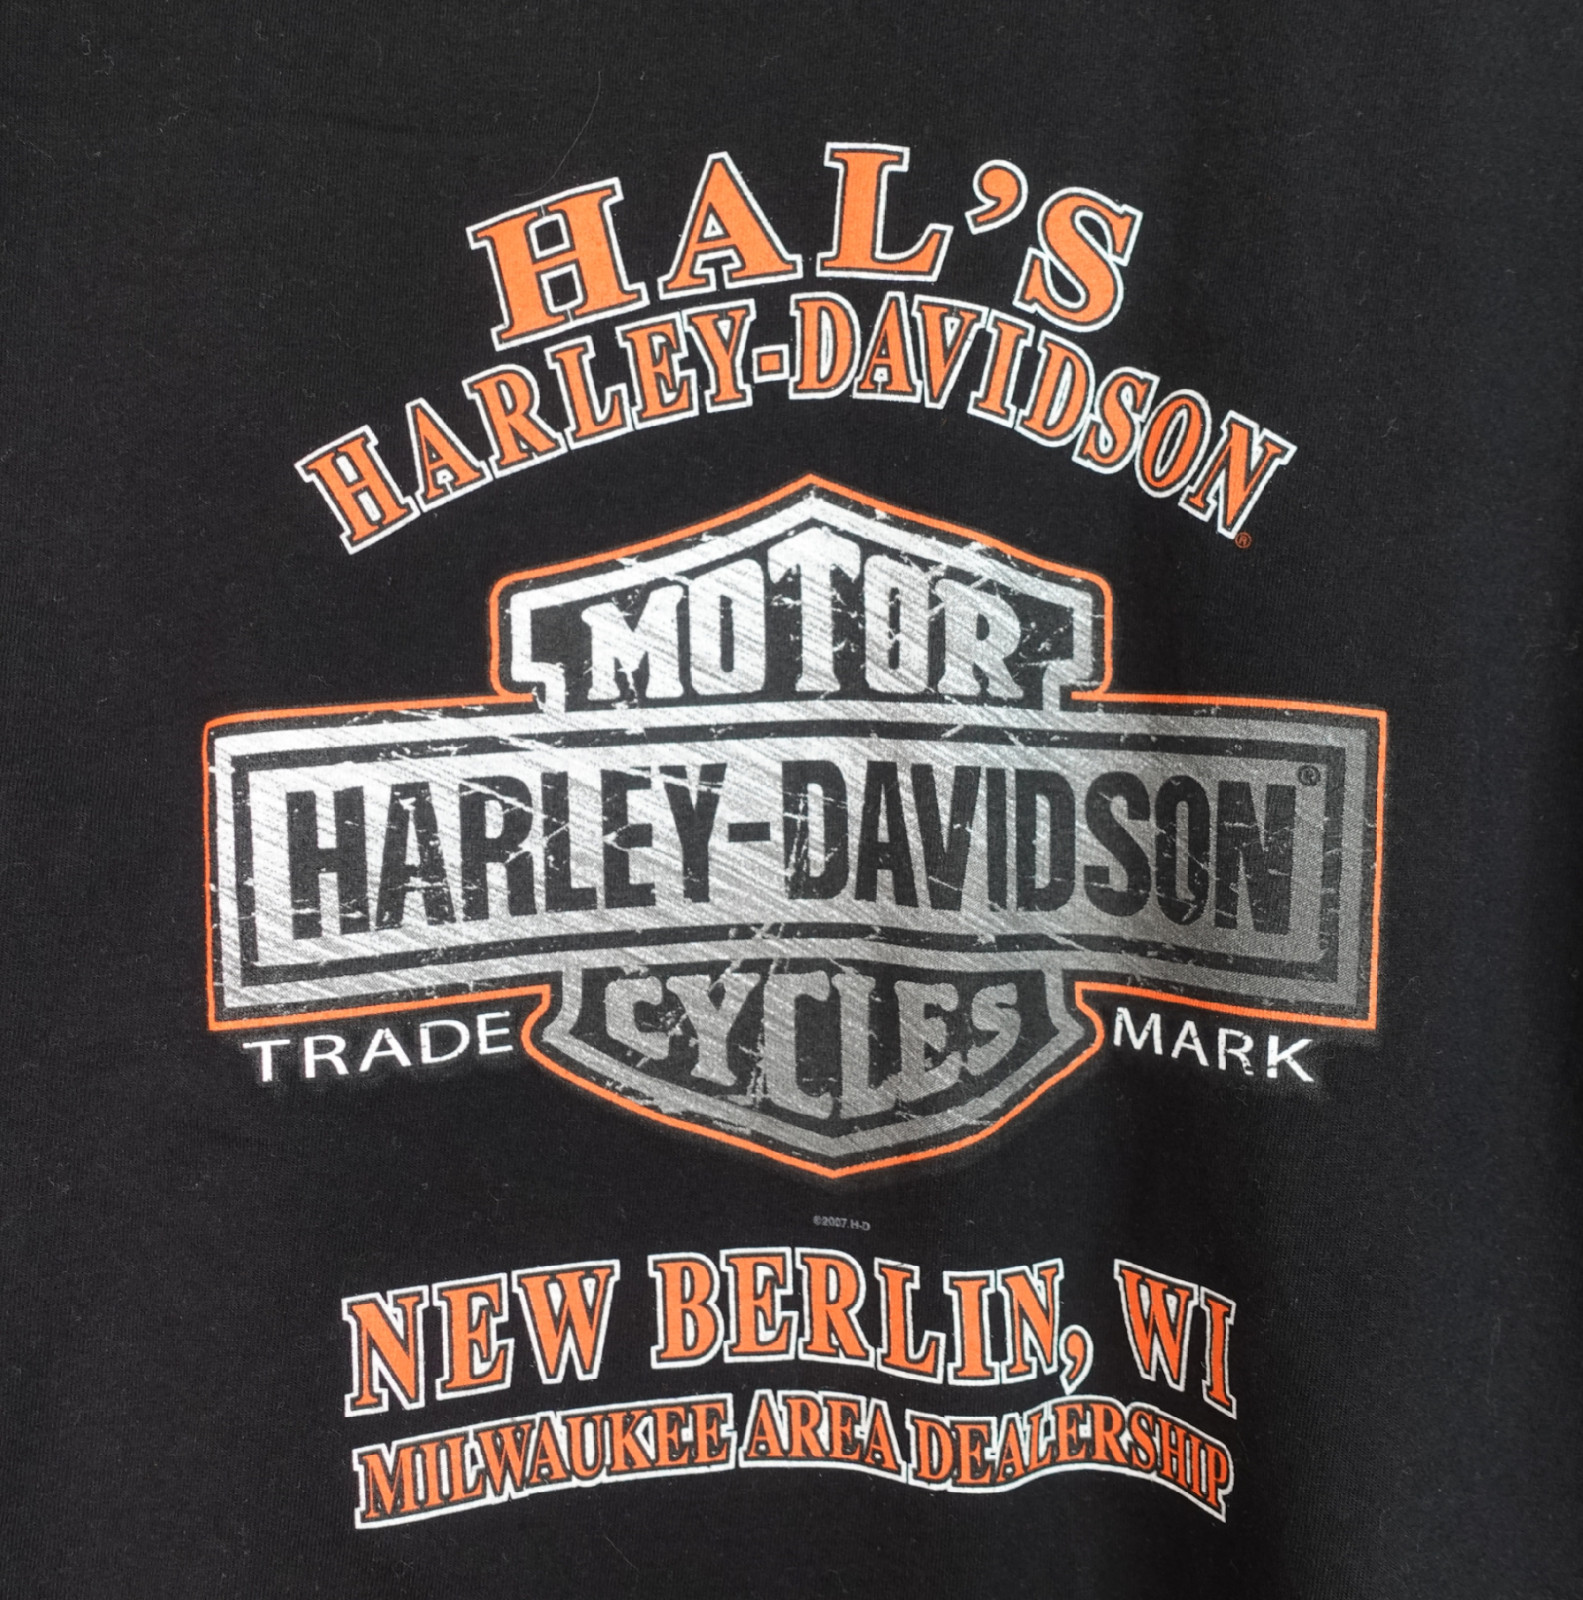 HAL'S
HARLEY-DAVIDSON®
MOTOR
HARLEY-DAVIDSON®
CYCLES
TRADE MARK
©2007 H-D
NEW BERLIN, WI
MILWAUKEE AREA DEALERSHIP